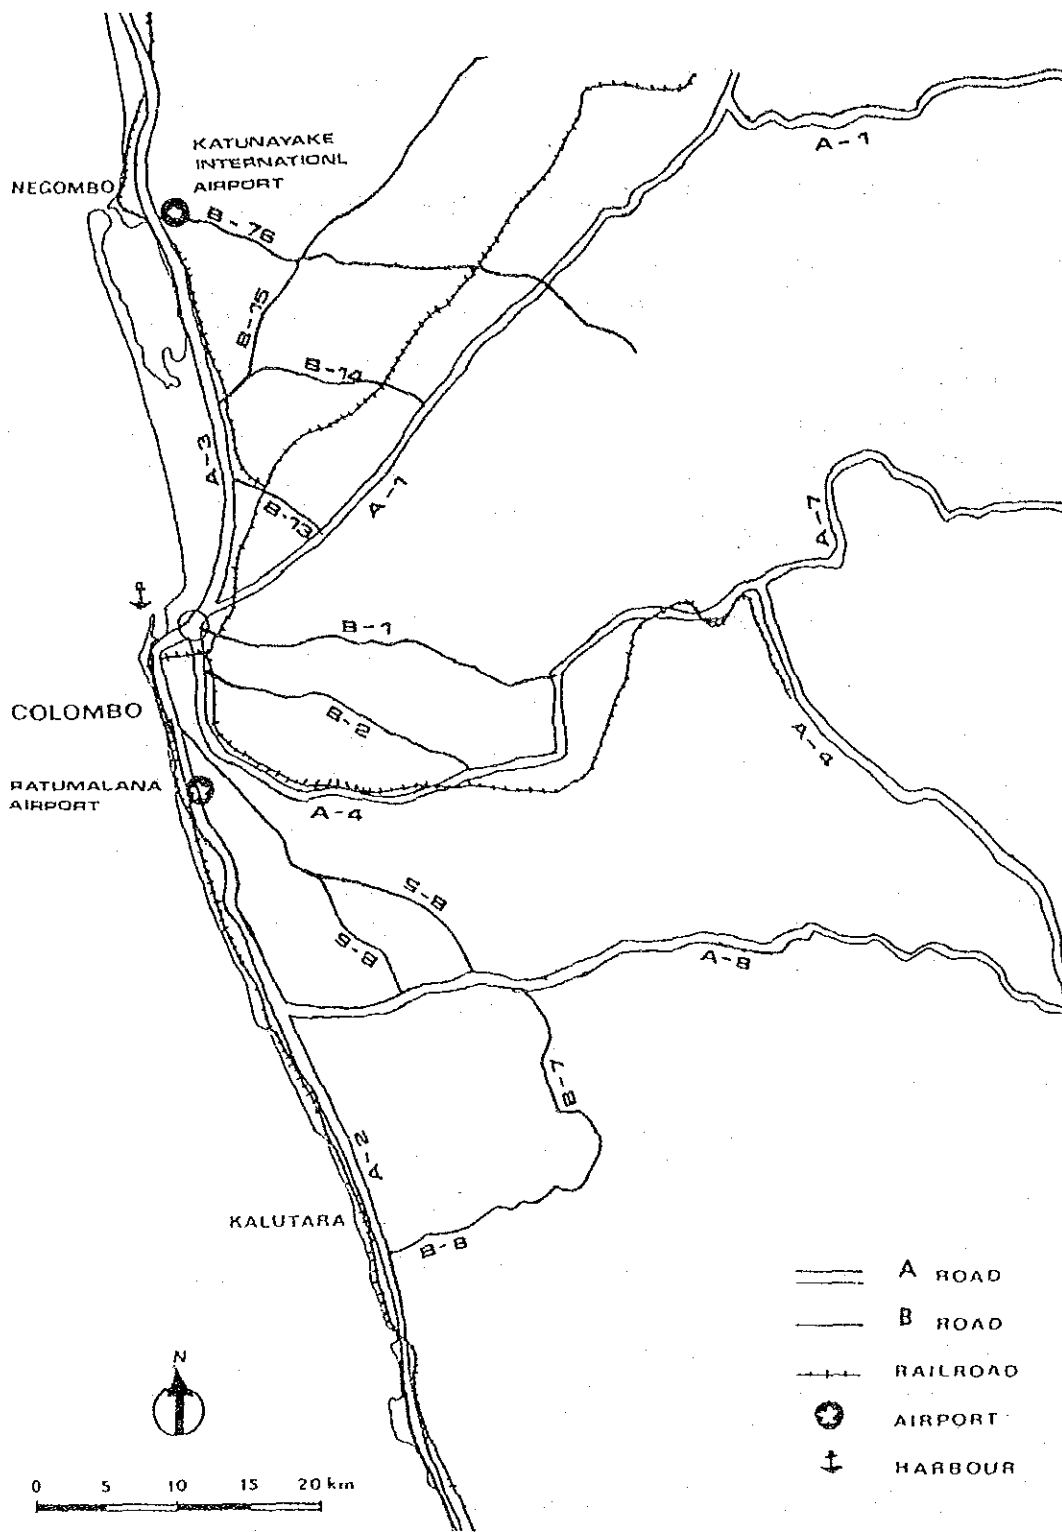 KATUNAYAKE
INTERNATIONL
AIRPORT
NEGOMBO
A-1
B-76
B-15
B-14
A-3
A-1
B-13
A-7
B-1
COLOMBO
B-2
A-4
RATUMALANA
AIRPORT
A-4
B-5
B-6
A-8
B-7
A-2
KALUTARA
B-8
A ROAD
B ROAD
RAILROAD
AIRPORT
HARBOUR
N
0 5 10 15 20 km